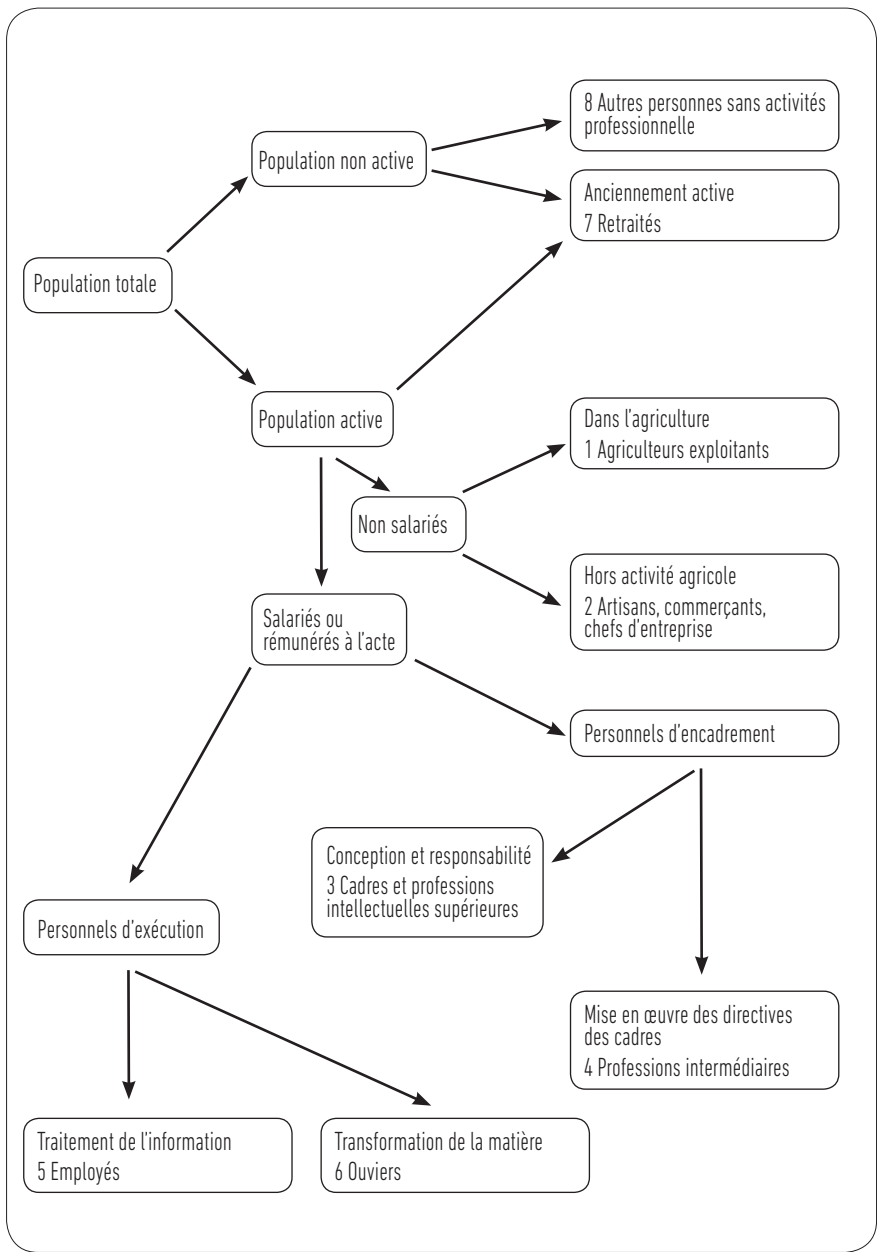 8 Autres personnes sans activités
professionnelle
Population non active
Anciennement active
7 Retraités
Population totale
Population active
Dans l'agriculture
1 Agriculteurs exploitants
Non salariés
Hors activité agricole
2 Artisans, commerçants,
chefs d'entreprise
Salariés ou
rémunérés à l'acte
Personnels d'encadrement
Conception et responsabilité
3 Cadres et professions
intellectuelles supérieures
Personnels d'exécution
Mise en œuvre des directives
des cadres
4 Professions intermédiaires
Traitement de l'information
5 Employés
Transformation de la matière
6 Ouviers